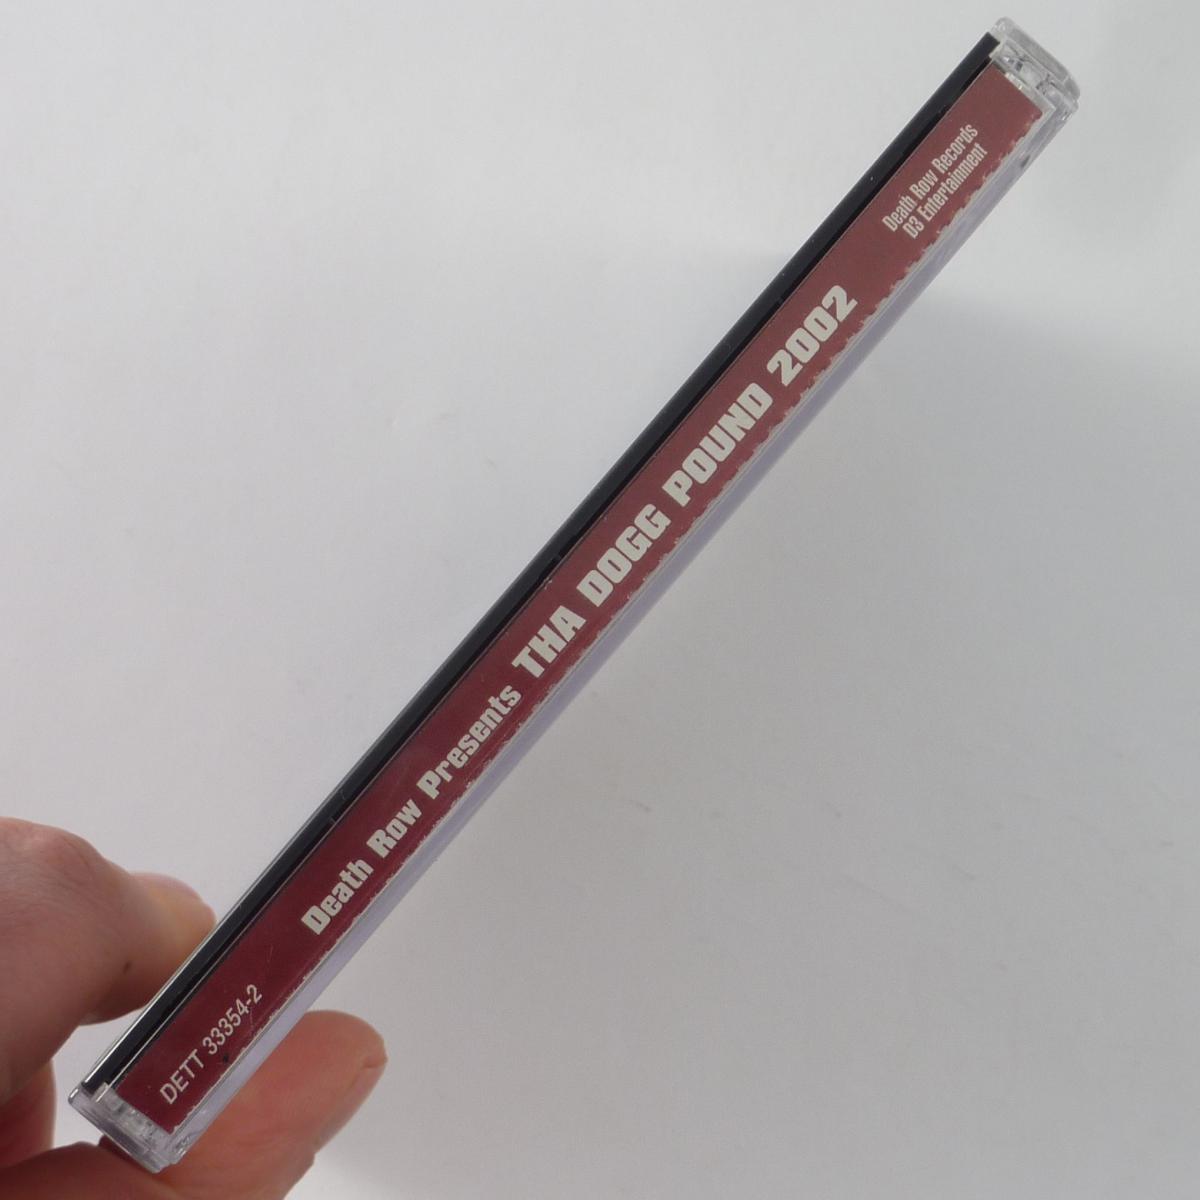 DETT 33354-2
Death Row Presents THA DOGG POUND 2002
Death Row Records
D3 Entertainment